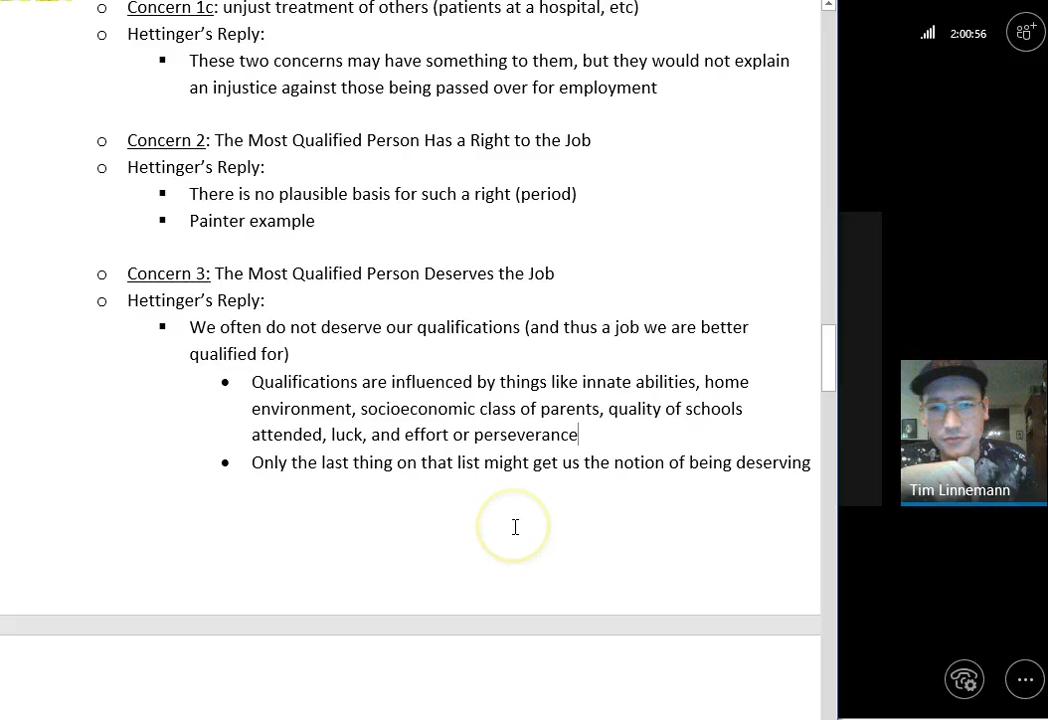 Concern 1c: unjust treatment of others (patients at a hospital, etc)
Hettinger's Reply:
These two concerns may have something to them, but they would not explain
an injustice against those being passed over for employment
Concern 2: The Most Qualified Person Has a Right to the Job
Hettinger's Reply:
There is no plausible basis for such a right (period)
Painter example
Concern 3: The Most Qualified Person Deserves the Job
Hettinger's Reply:
We often do not deserve our qualifications (and thus a job we are better
qualified for)
Qualifications are influenced by things like innate abilities, home
environment, socioeconomic class of parents, quality of schools
attended, luck, and effort or perseverance
Only the last thing on that list might get us the notion of being deserving
2:00:56
Tim Linnemann